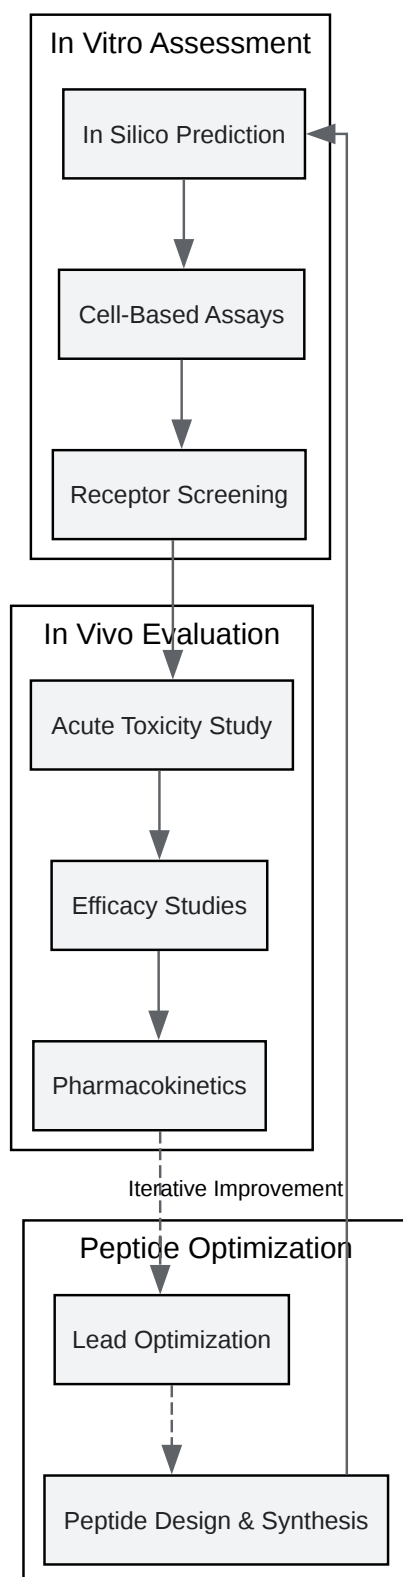 In Vitro Assessment
In Silico Prediction
Cell-Based Assays
Receptor Screening
In Vivo Evaluation
Acute Toxicity Study
Efficacy Studies
Pharmacokinetics
Iterative Improvement
Peptide Optimization
Lead Optimization
Peptide Design & Synthesis